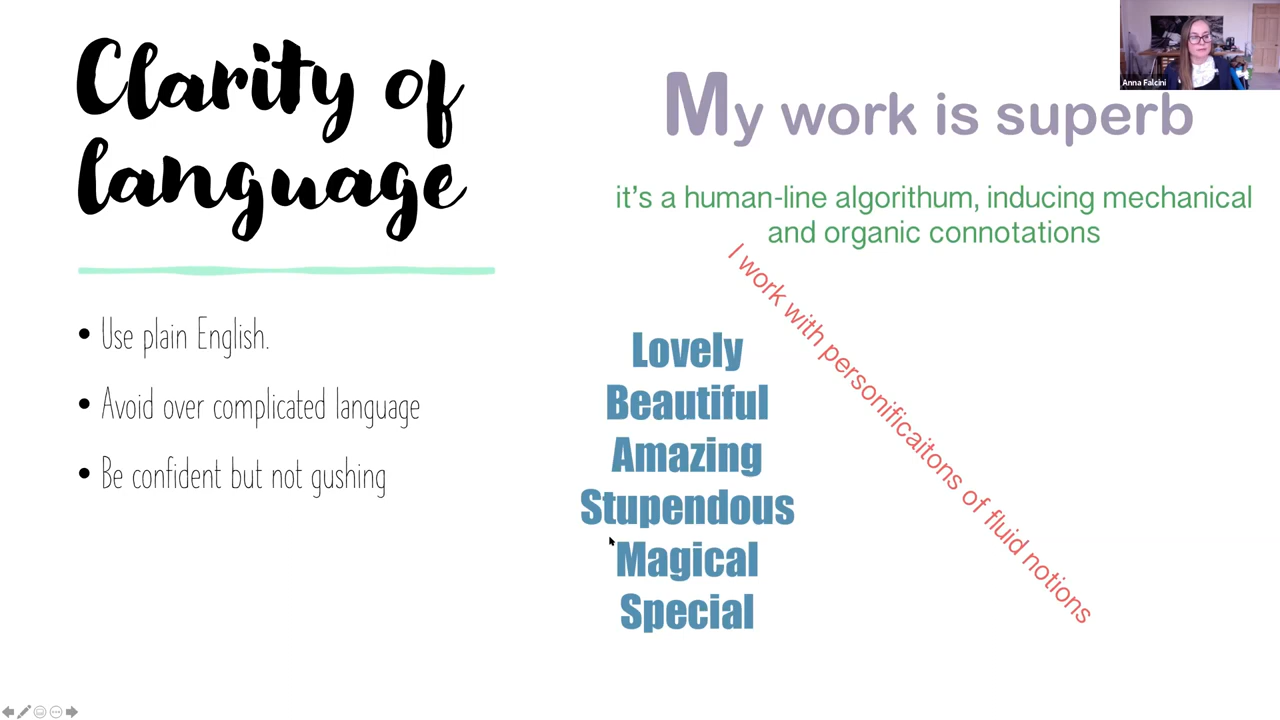 Clarity of
language
• Use plain English.
• Avoid over complicated language
• Be confident but not gushing
My work is superb
it's a human-line algorithum, inducing mechanical
and organic connotations
I work with personificaitons of fluid notions
Lovely
Beautiful
Amazing
Stupendous
Magical
Special
Anna Falcini